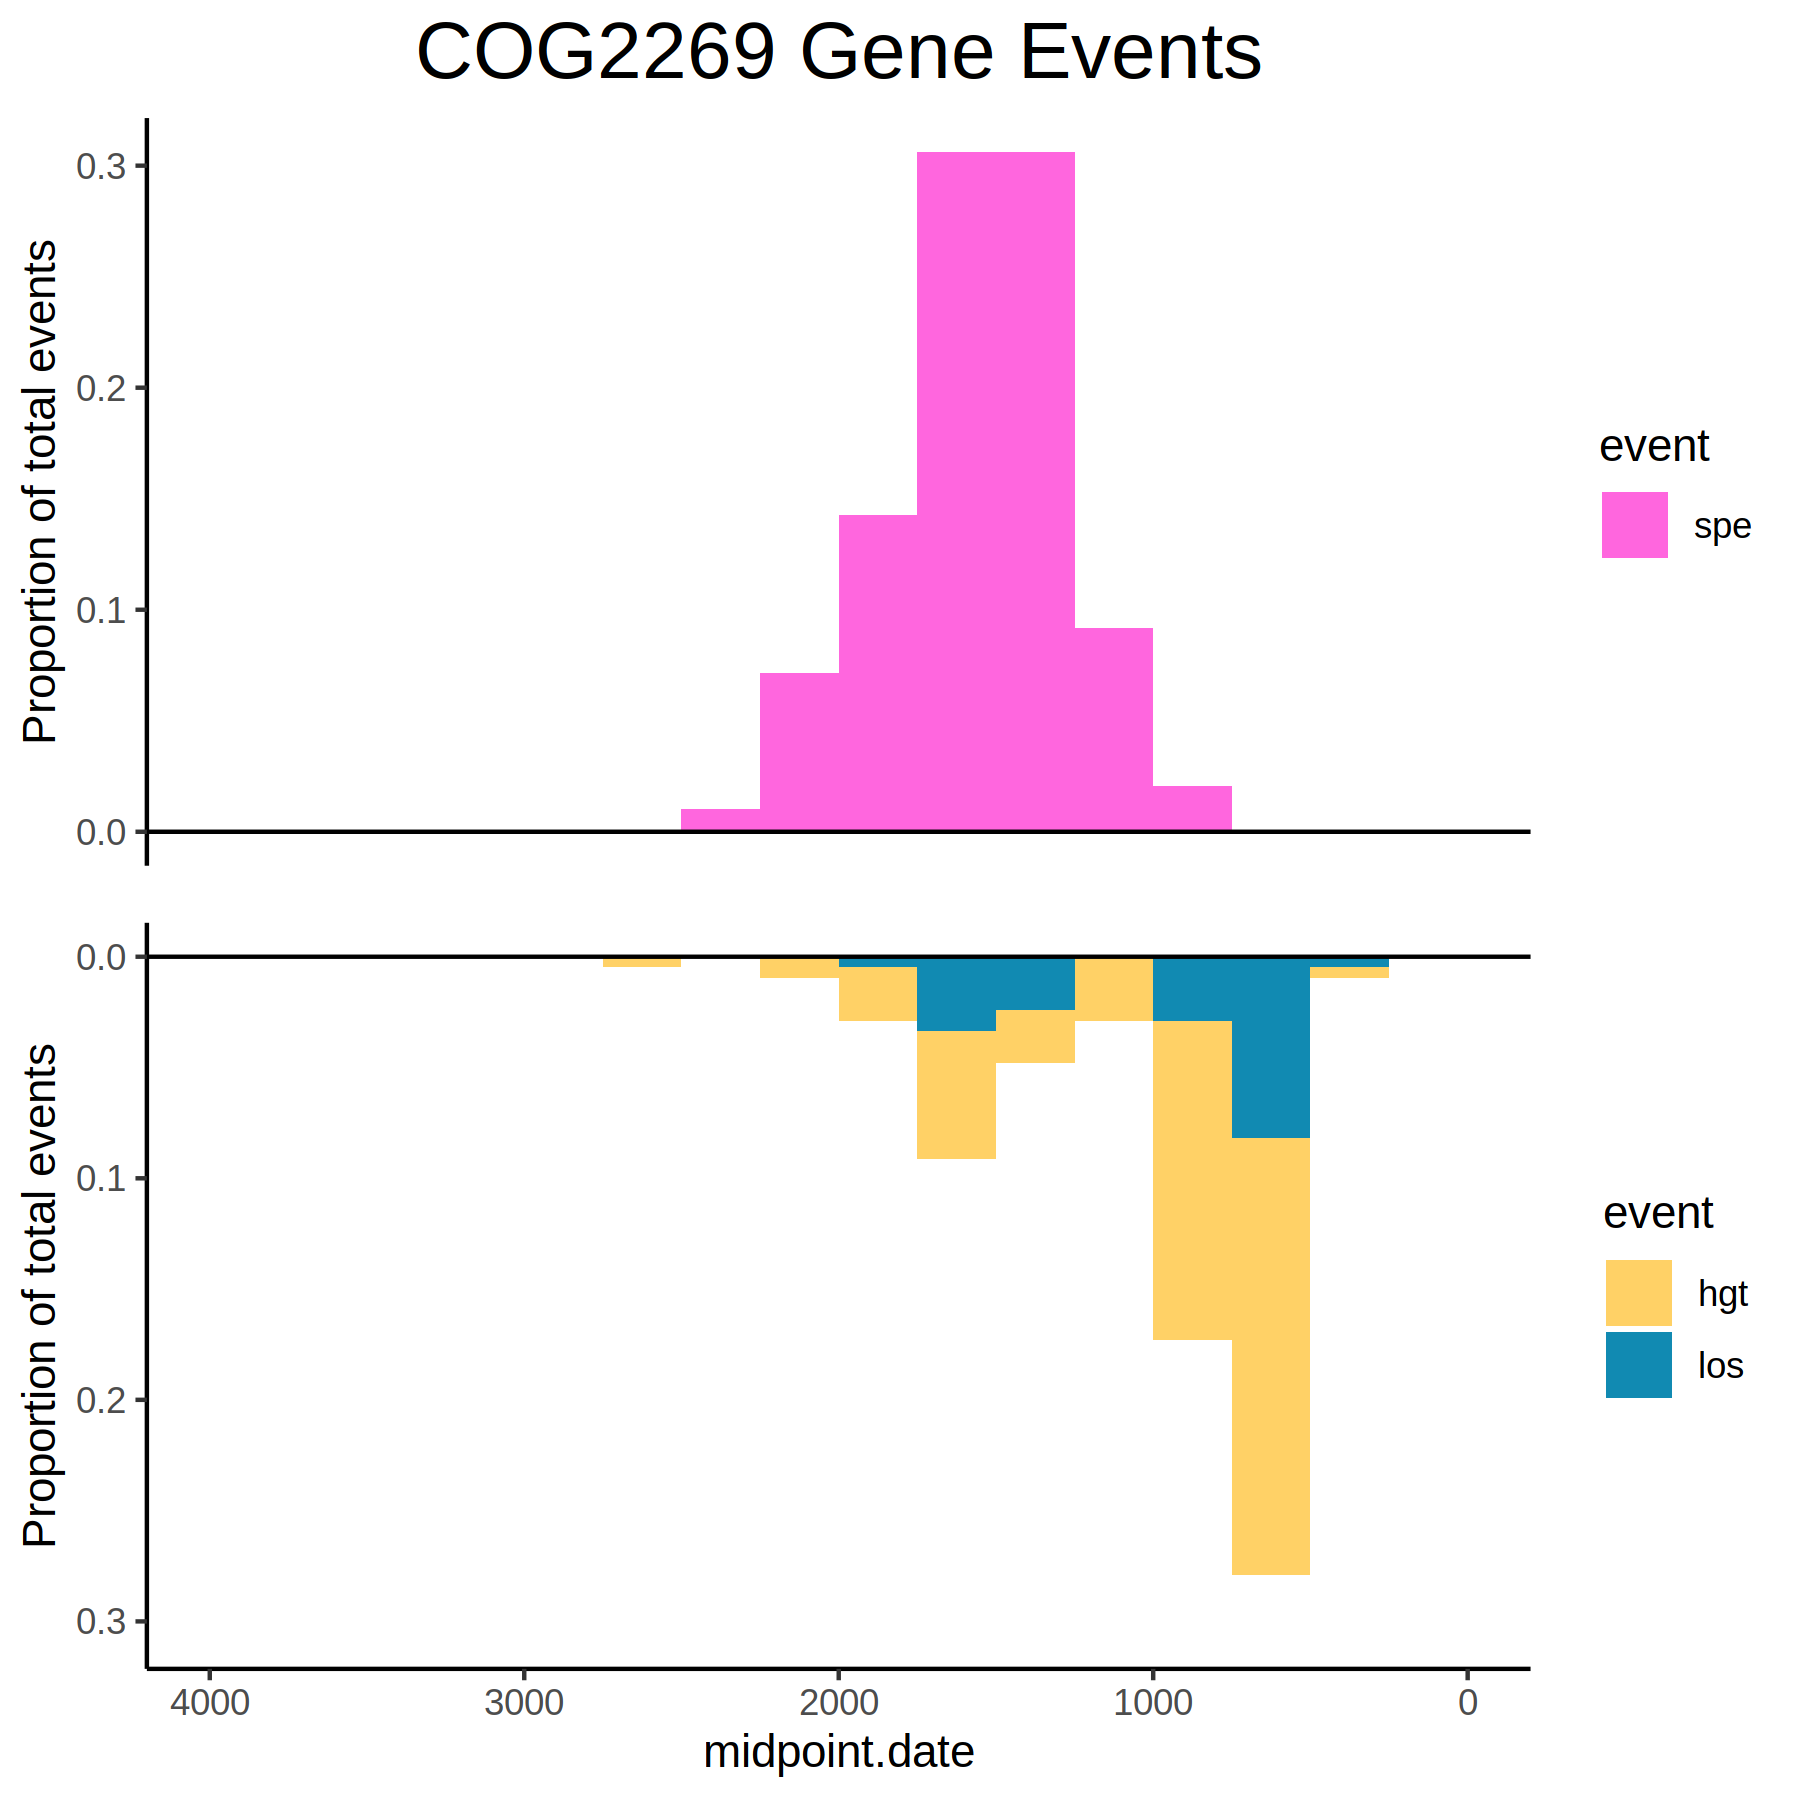 COG2269 Gene Events
Proportion of total events
0.3
0.2
0.1
0.0
event
spe
Proportion of total events
0.0
0.1
0.2
0.3
event
hgt
los
4000 3000 2000 1000 0
midpoint.date